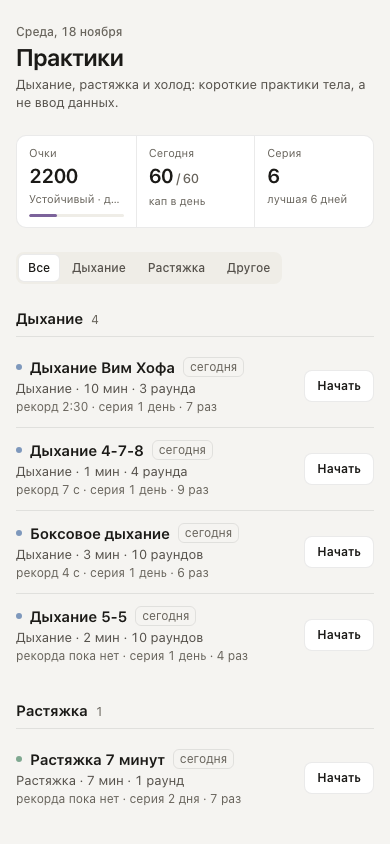 Среда, 18 ноября
Практики
Дыхание, растяжка и холод: короткие практики тела, а
не ввод данных.
Очки
Сегодня
Серия
2200
60 / 60
6
Устойчивый · д…
кап в день
лучшая 6 дней
Все
Дыхание
Растяжка
Другое
Дыхание 4
Дыхание Вим Хофа сегодня
Дыхание · 10 мин · 3 раунда
рекорд 2:30 · серия 1 день · 7 раз
Начать
Дыхание 4-7-8 сегодня
Дыхание · 1 мин · 4 раунда
рекорд 7 с · серия 1 день · 9 раз
Начать
Боксовое дыхание сегодня
Дыхание · 3 мин · 10 раундов
рекорд 4 с · серия 1 день · 6 раз
Начать
Дыхание 5-5 сегодня
Дыхание · 2 мин · 10 раундов
рекорда пока нет · серия 1 день · 4 раз
Начать
Растяжка 1
Растяжка 7 минут сегодня
Растяжка · 7 мин · 1 раунд
рекорда пока нет · серия 2 дня · 7 раз
Начать